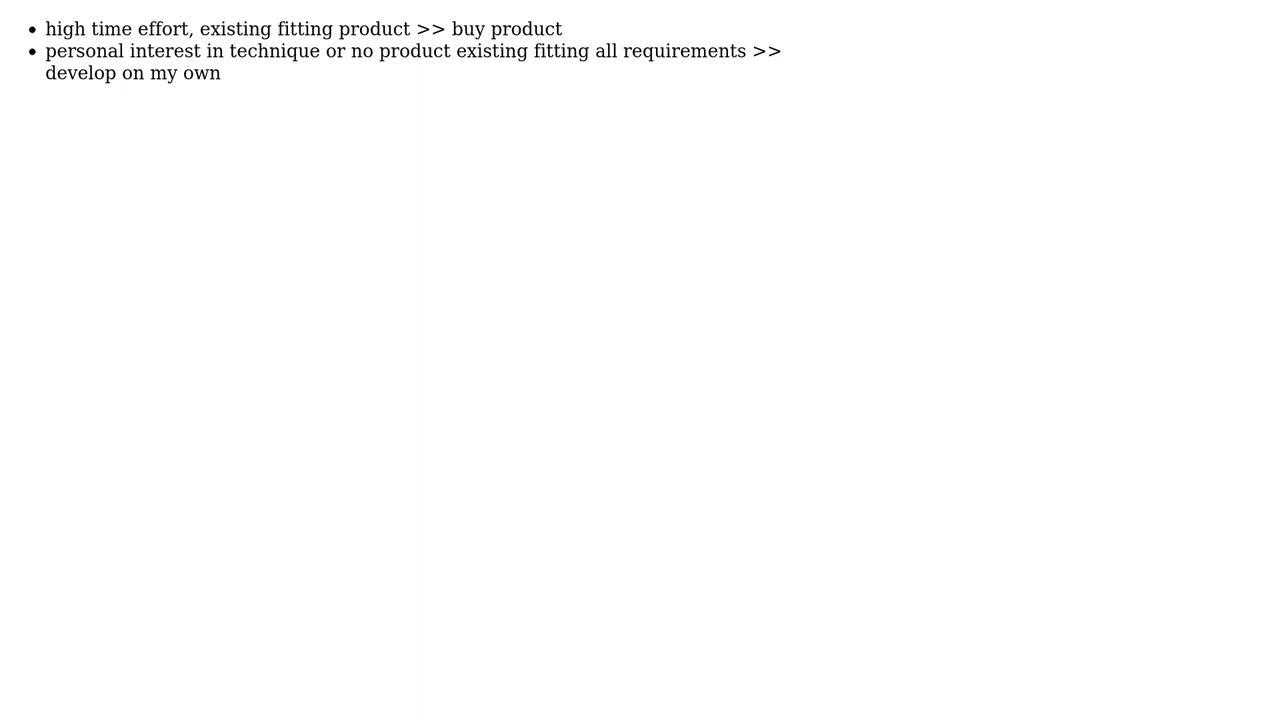 • high time effort, existing fitting product >> buy product
• personal interest in technique or no product existing fitting all requirements >>
develop on my own